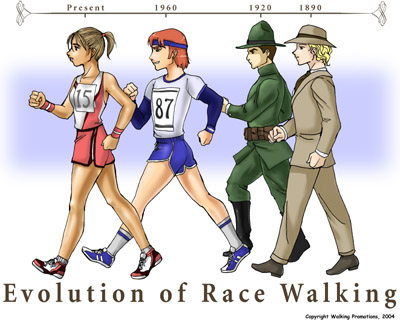 Present 1960 1920 1890
15
87
Evolution of Race Walking
Copyright Walking Promotions, 2004